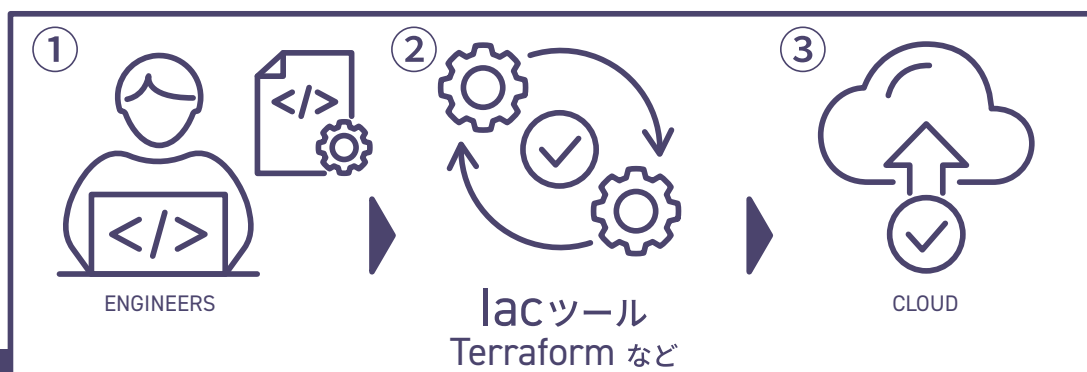 ①
</>
</>
ENGINEERS
②
Iacツール
Terraform など
③
CLOUD